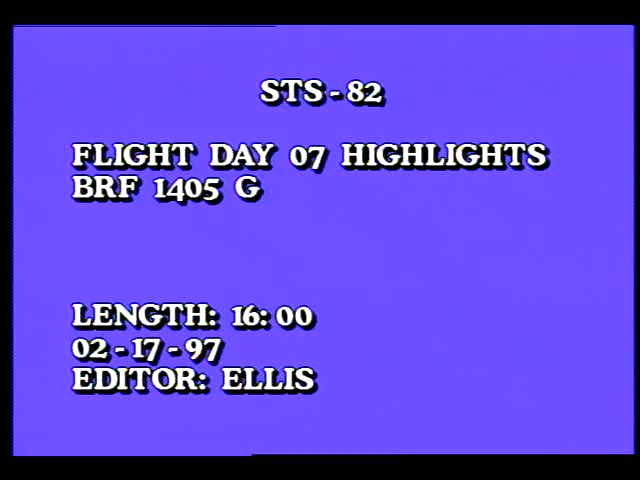 STS-82
FLIGHT DAY 07 HIGHLIGHTS
BRF 1405 G
LENGTH: 16:00
02-17-97
EDITOR: ELLIS